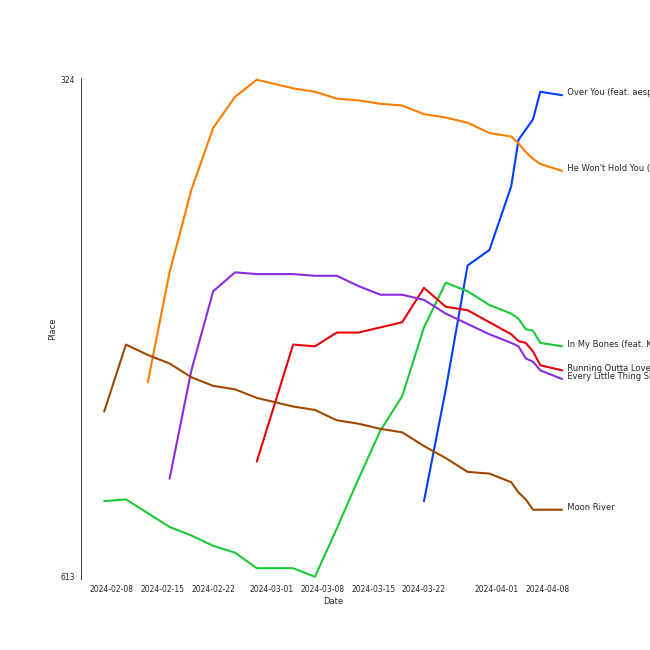 324
Over You (feat. aesp
He Won't Hold You (
Place
In My Bones (feat. K
Running Outta Love
Every Little Thing S
Moon River
613
2024-02-08 2024-02-15 2024-02-22 2024-03-01 2024-03-08 2024-03-15 2024-03-22 2024-04-01 2024-04-08
Date